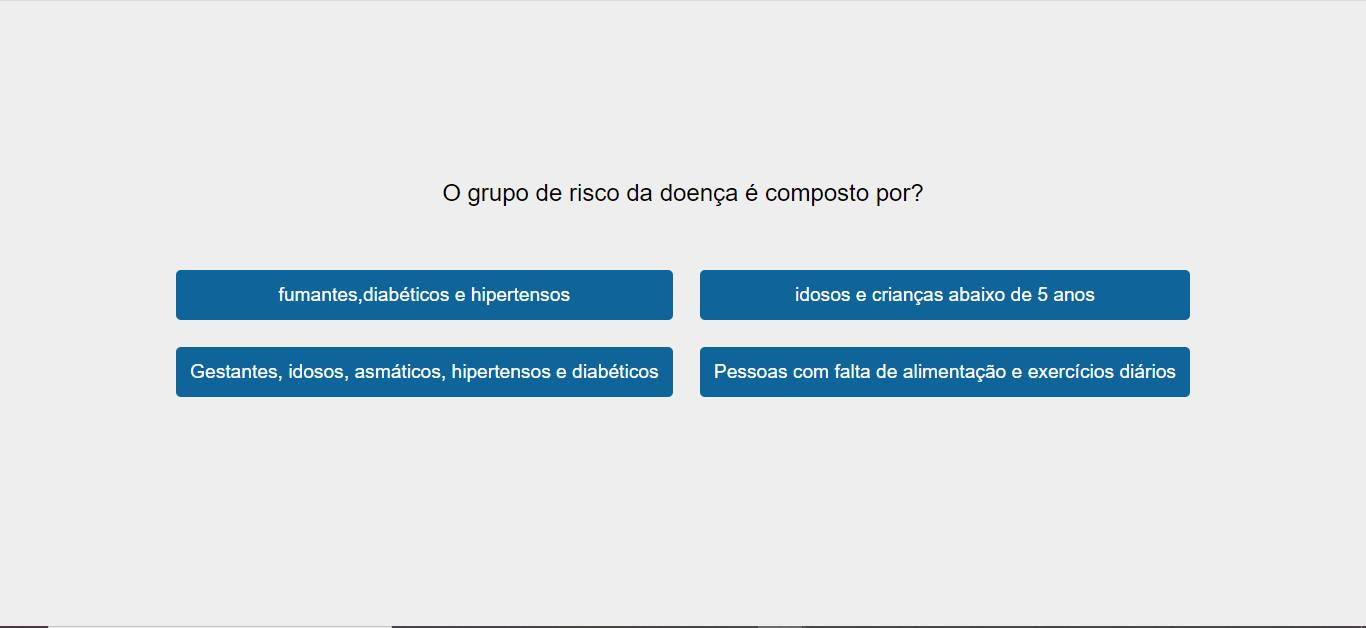 O grupo de risco da doença é composto por?
fumantes,diabéticos e hipertensos
idosos e crianças abaixo de 5 anos
Gestantes, idosos, asmáticos, hipertensos e diabéticos
Pessoas com falta de alimentação e exercícios diários